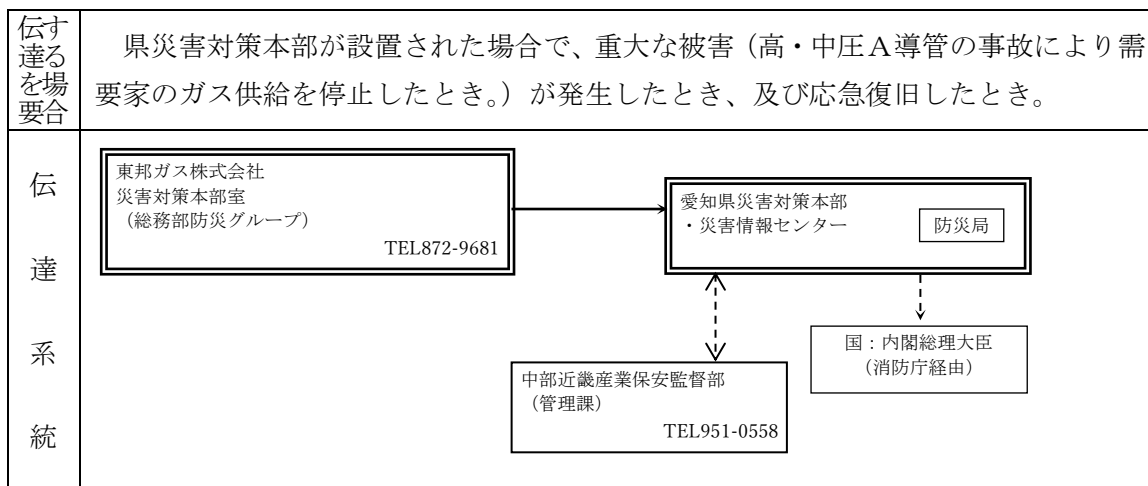 伝達を要
する場合
県災害対策本部が設置された場合で、重大な被害（高・中圧Ａ導管の事故により需
要家のガス供給を停止したとき。）が発生したとき、及び応急復旧したとき。
伝達系統
東邦ガス株式会社
災害対策本部室
（総務部防災グループ）
TEL872-9681
愛知県災害対策本部
・災害情報センター
防災局
国：内閣総理大臣
（消防庁経由）
中部近畿産業保安監督部
（管理課）
TEL951-0558